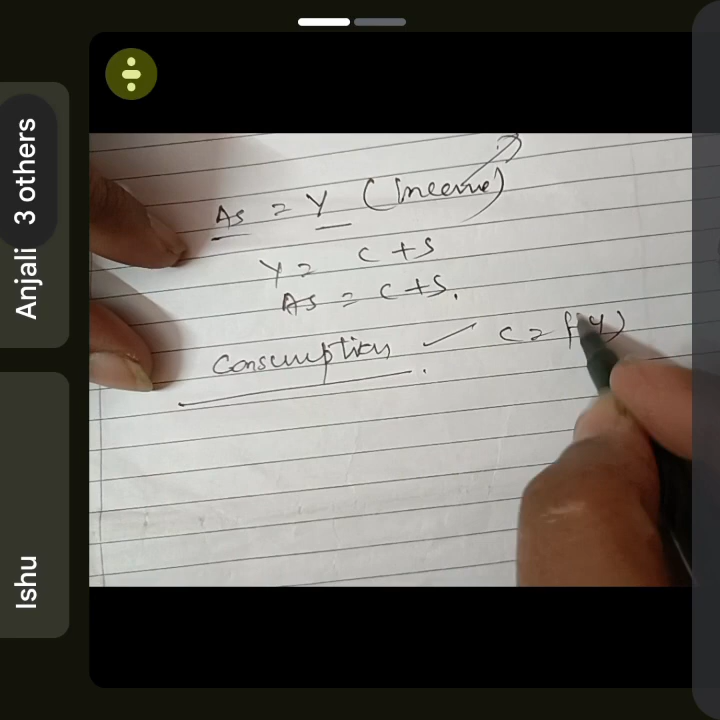 Anjali 3 others
Ishu
AS = Y (income)
Y = C + S
AS = C + S.
Consumption ✓ C = f(Y)